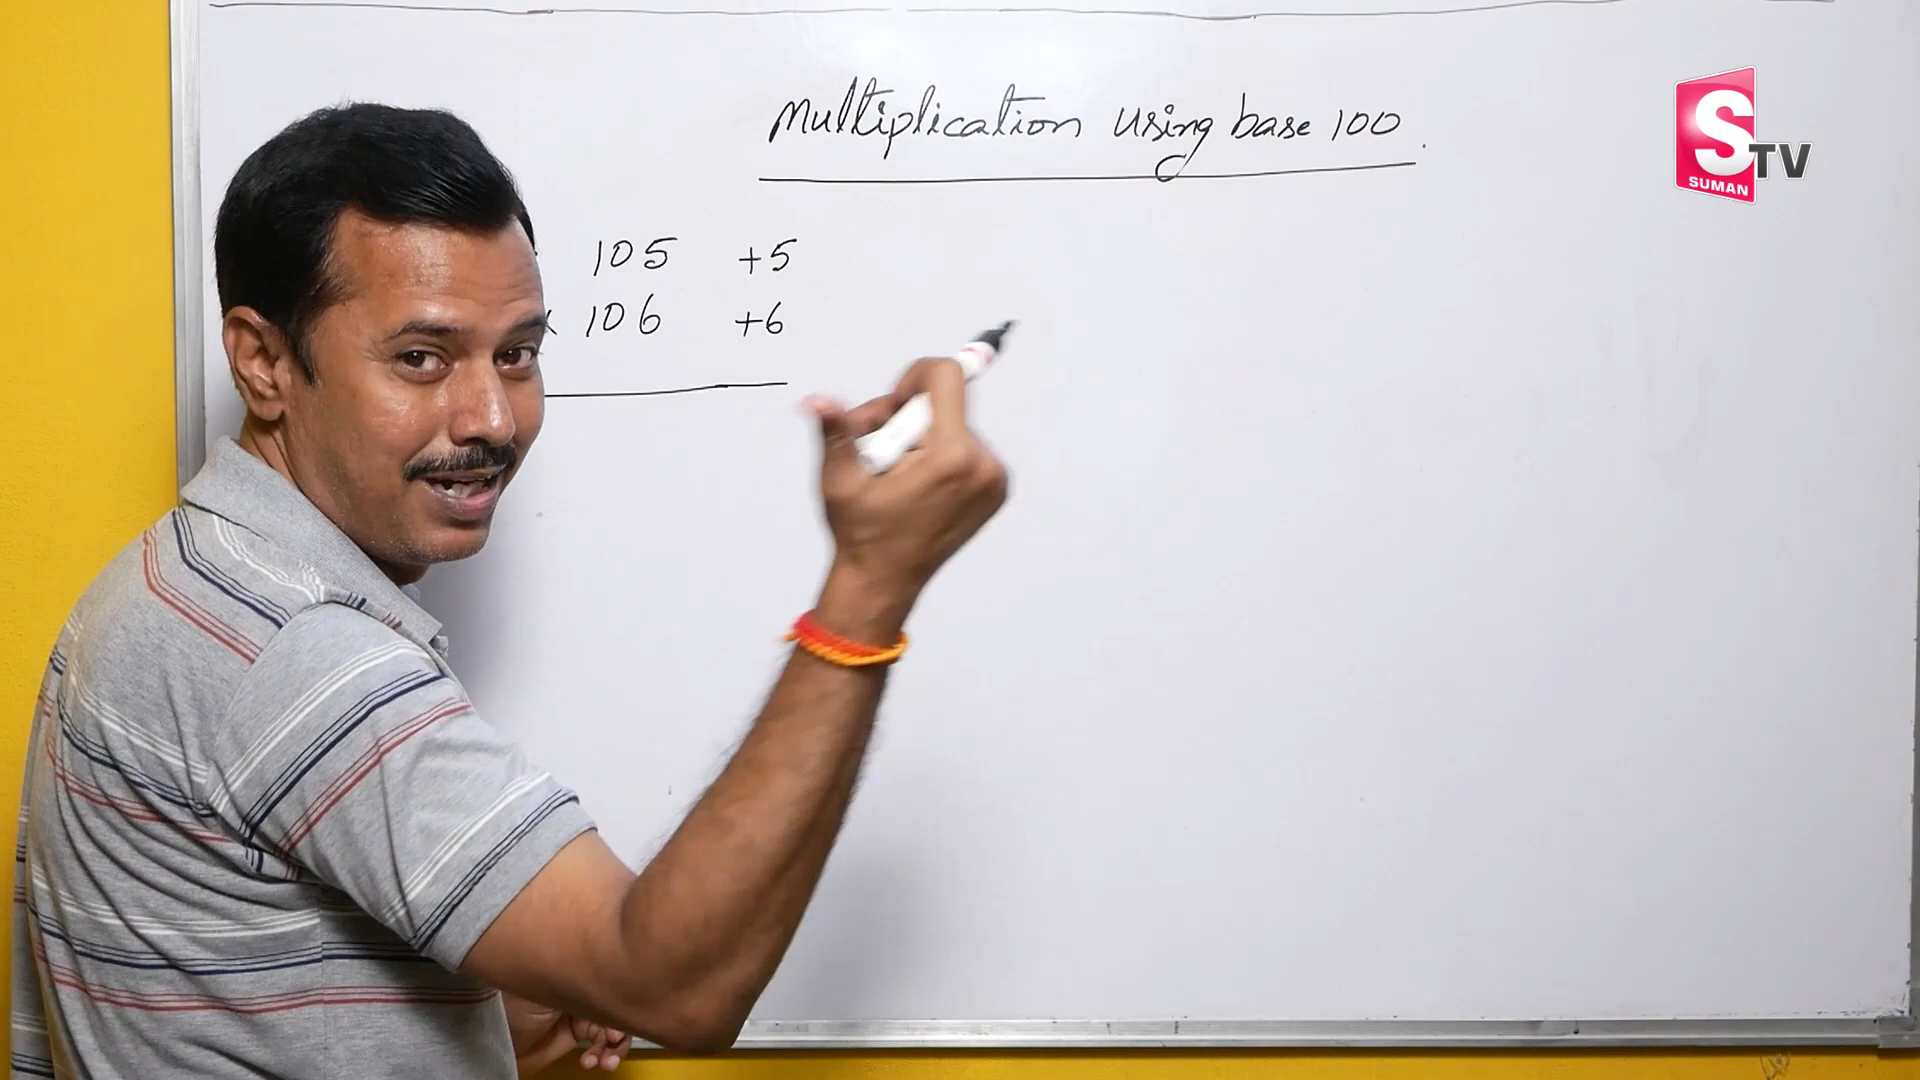 Multiplication using base 100.
105 +5
x 106 +6
S TV
SUMAN